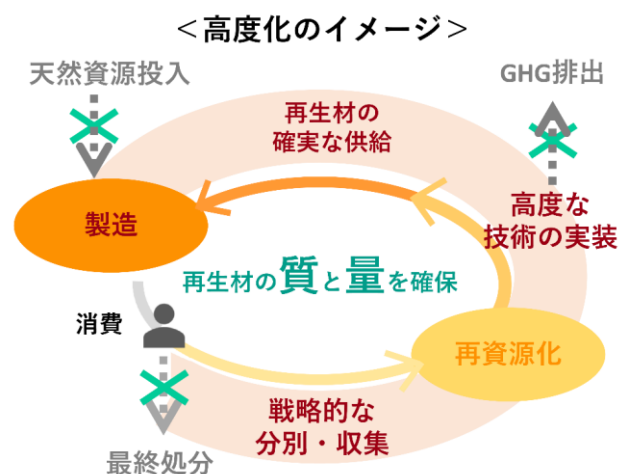 ＜高度化のイメージ＞
天然資源投入
GHG排出
再生材の
確実な供給
製造
高度な
技術の実装
再生材の質と量を確保
消費
再資源化
戦略的な
分別・収集
最終処分